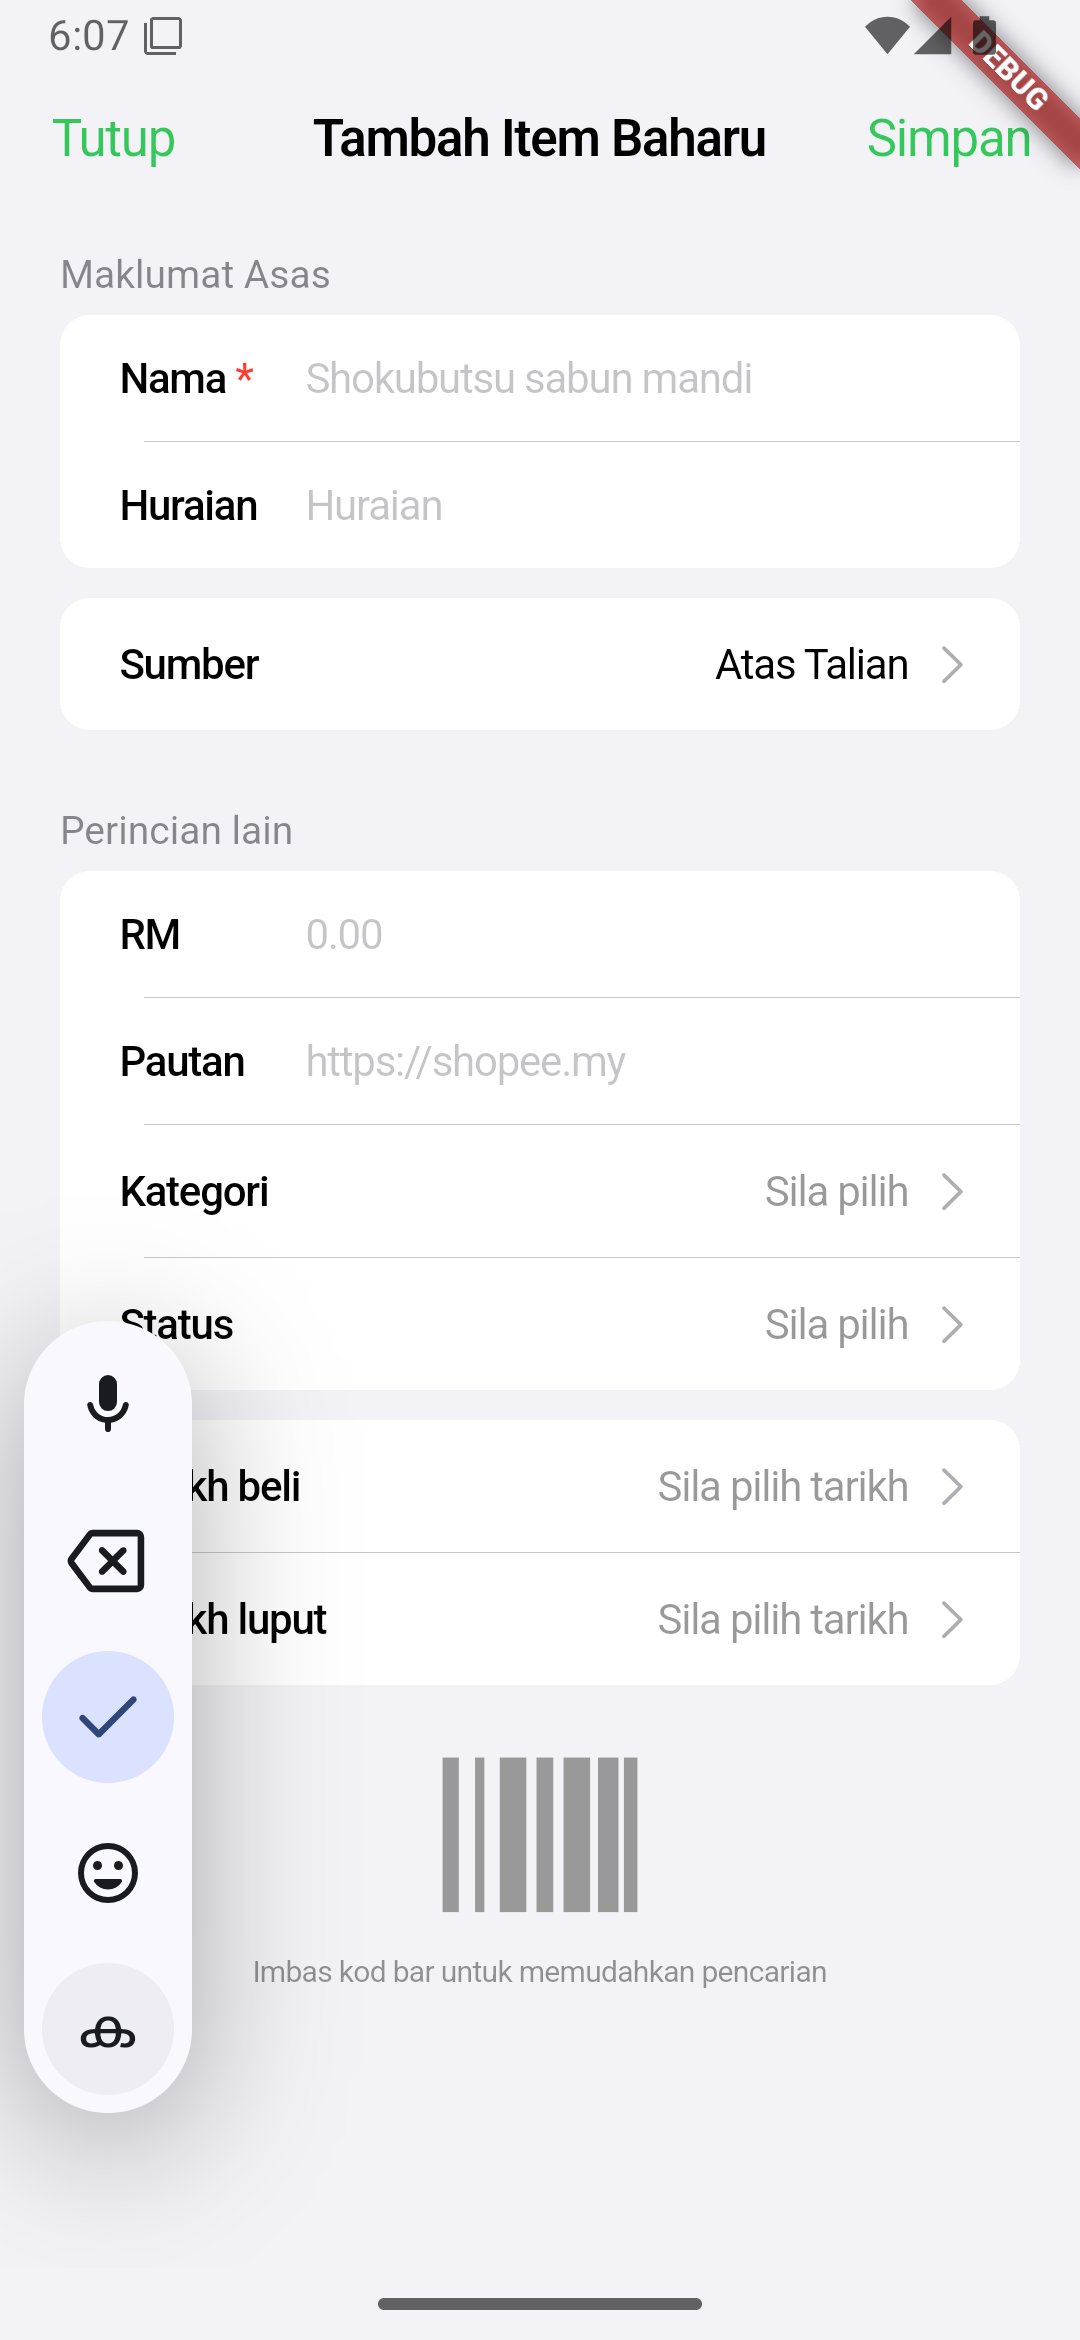 6:07
DEBUG
Tutup Tambah Item Baharu Simpan
Maklumat Asas
Nama * Shokubutsu sabun mandi
Huraian Huraian
Sumber Atas Talian
Perincian lain
RM 0.00
Pautan https://shopee.my
Kategori Sila pilih
Status Sila pilih
kh beli Sila pilih tarikh
kh luput Sila pilih tarikh
Imbas kod bar untuk memudahkan pencarian